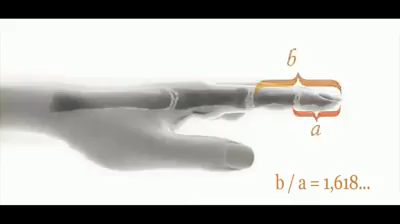 b
a
b / a = 1,618...